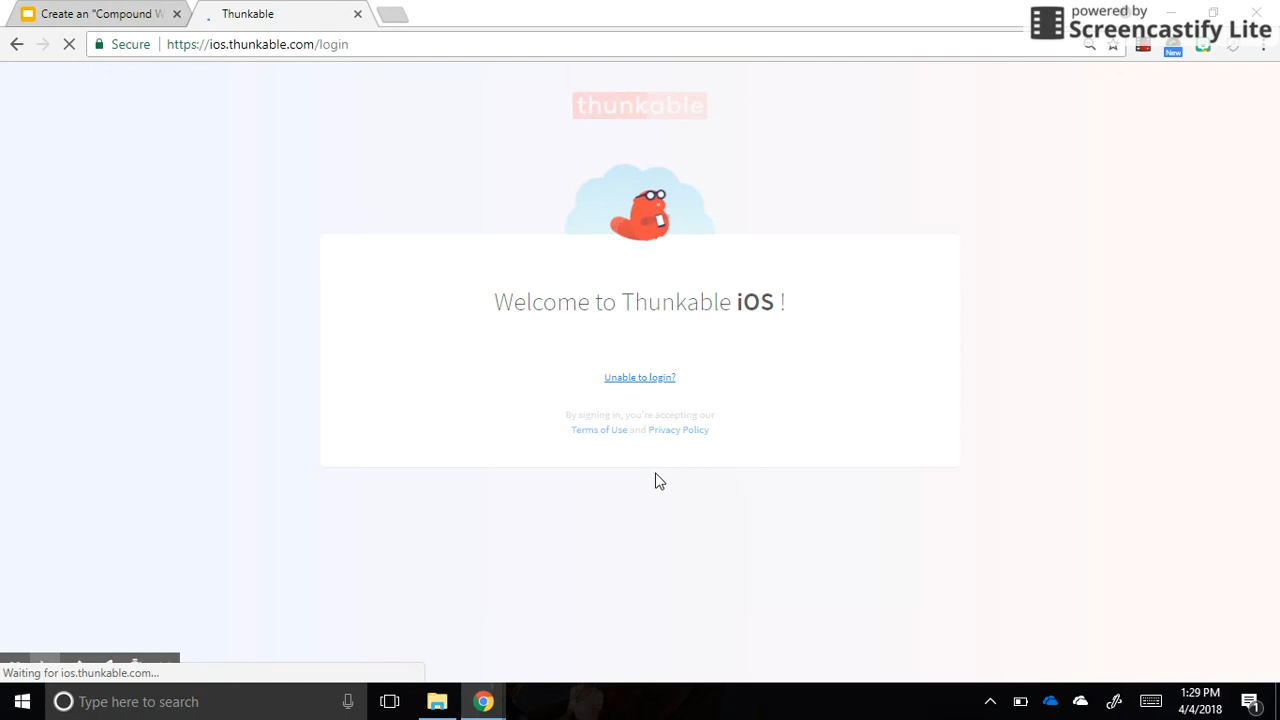 Create an "Compound W
Thunkable
powered by
Screencastify Lite
Secure
https://ios.thunkable.com/login
New
thunkable
Welcome to Thunkable iOS !
Unable to login?
By signing in, you're accepting our
Terms of Use and Privacy Policy
Waiting for ios.thunkable.com...
Type here to search
1:29 PM
4/4/2018
1